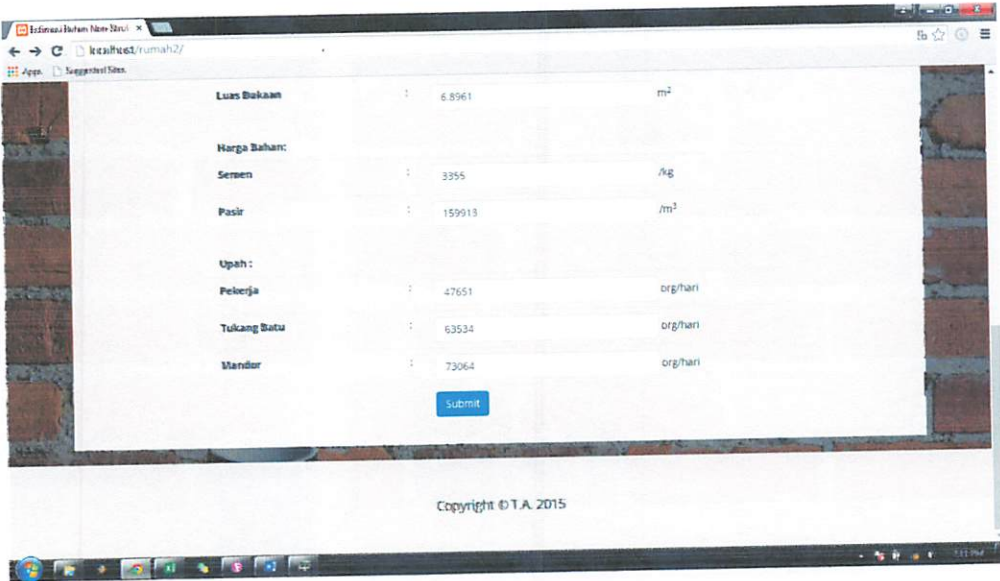 localhost/rumah2/
Apps Suggested Sites
Luas Bukaan : 6.8961 m²
Harga Bahan:
Semen : 3355 /kg
Pasir : 159913 /m³
Upah :
Pekerja : 47651 org/hari
Tukang Batu : 63534 org/hari
Mandor : 73064 org/hari
Submit
Copyright © T.A. 2015